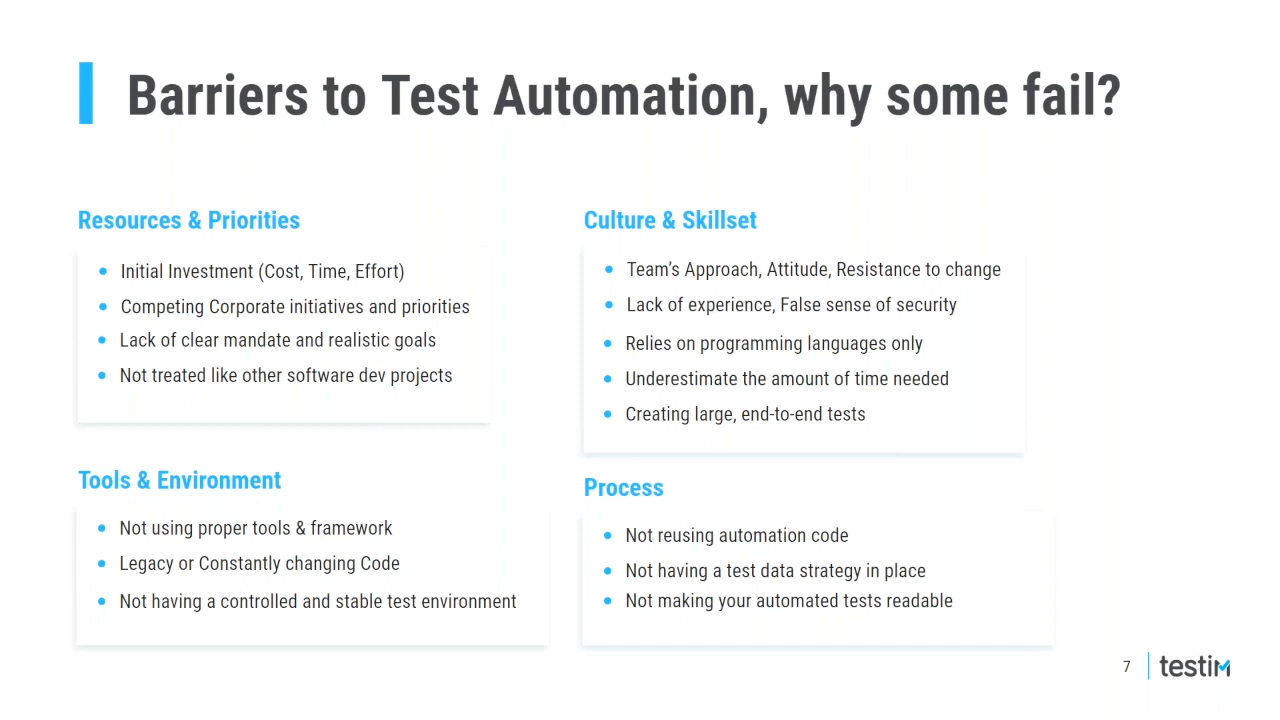 Barriers to Test Automation, why some fail?
Resources & Priorities
Initial Investment (Cost, Time, Effort)
Competing Corporate initiatives and priorities
Lack of clear mandate and realistic goals
Not treated like other software dev projects
Culture & Skillset
Team's Approach, Attitude, Resistance to change
Lack of experience, False sense of security
Relies on programming languages only
Underestimate the amount of time needed
Creating large, end-to-end tests
Tools & Environment
Not using proper tools & framework
Legacy or Constantly changing Code
Not having a controlled and stable test environment
Process
Not reusing automation code
Not having a test data strategy in place
Not making your automated tests readable
7
testim